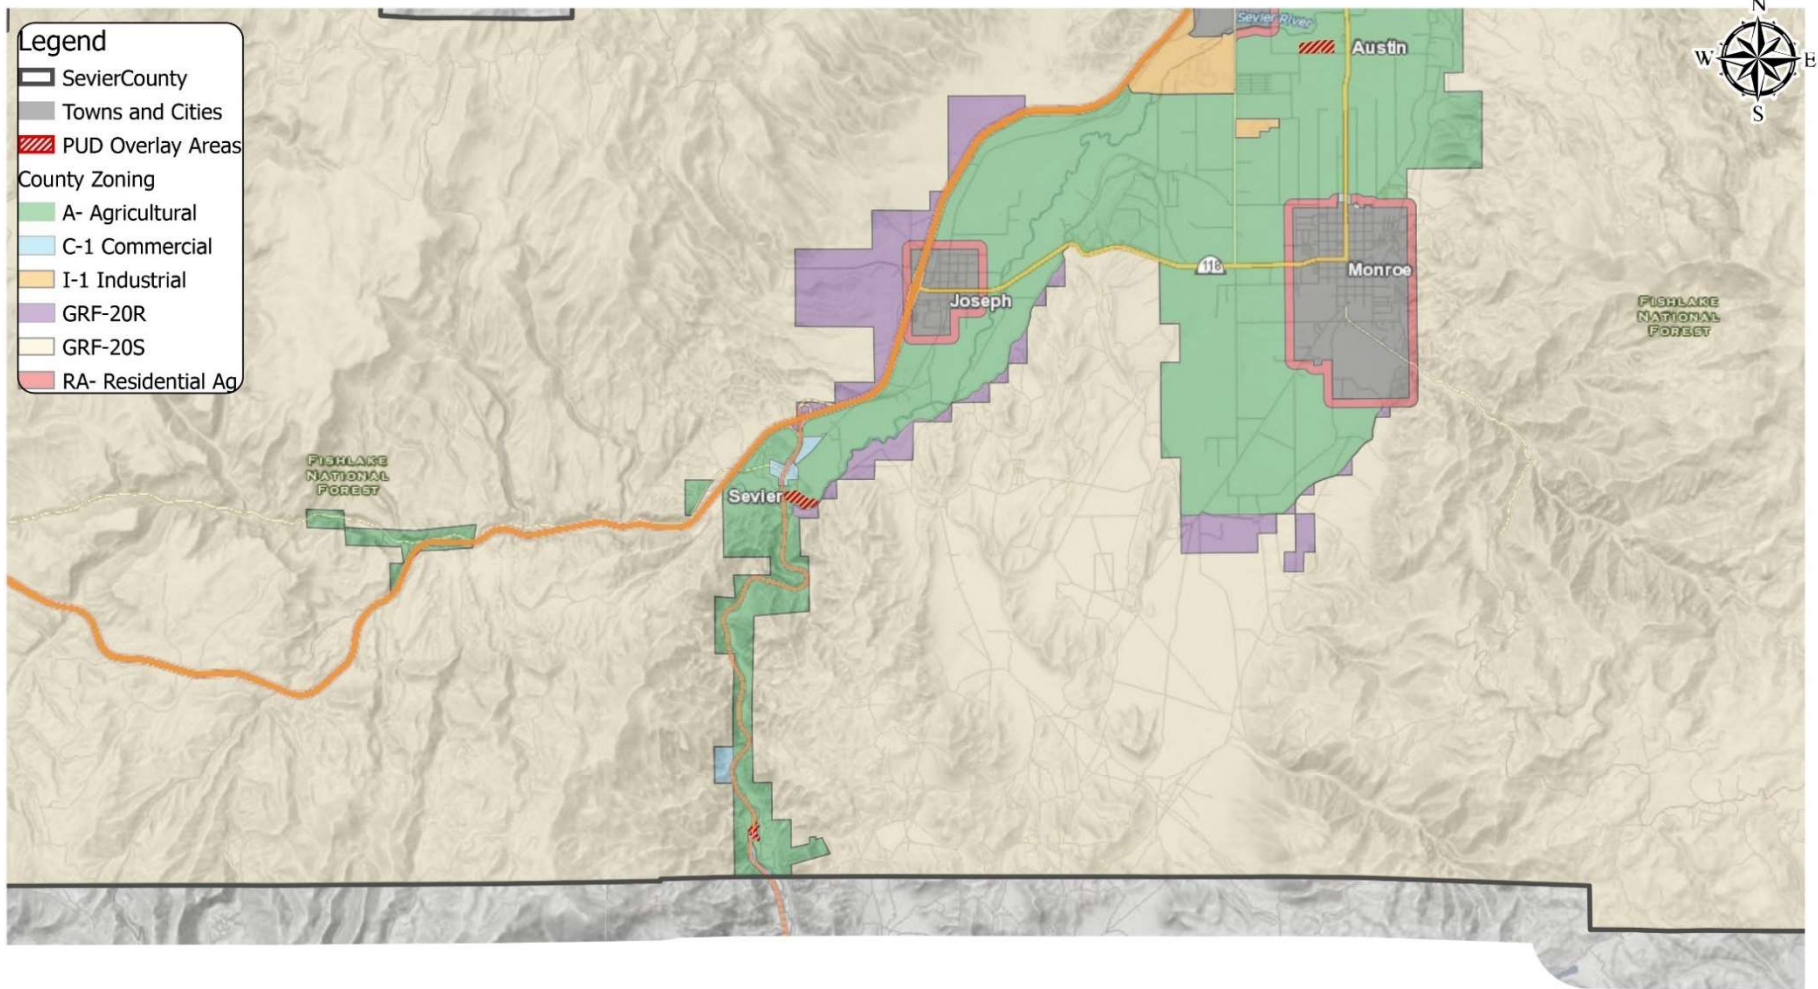 Legend
SevierCounty
Towns and Cities
PUD Overlay Areas
County Zoning
A- Agricultural
C-1 Commercial
I-1 Industrial
GRF-20R
GRF-20S
RA- Residential Ag
N
W
E
S
Sevier River
Austin
118
Monroe
Joseph
FISHLAKE
NATIONAL
FOREST
FISHLAKE
NATIONAL
FOREST
Sevier